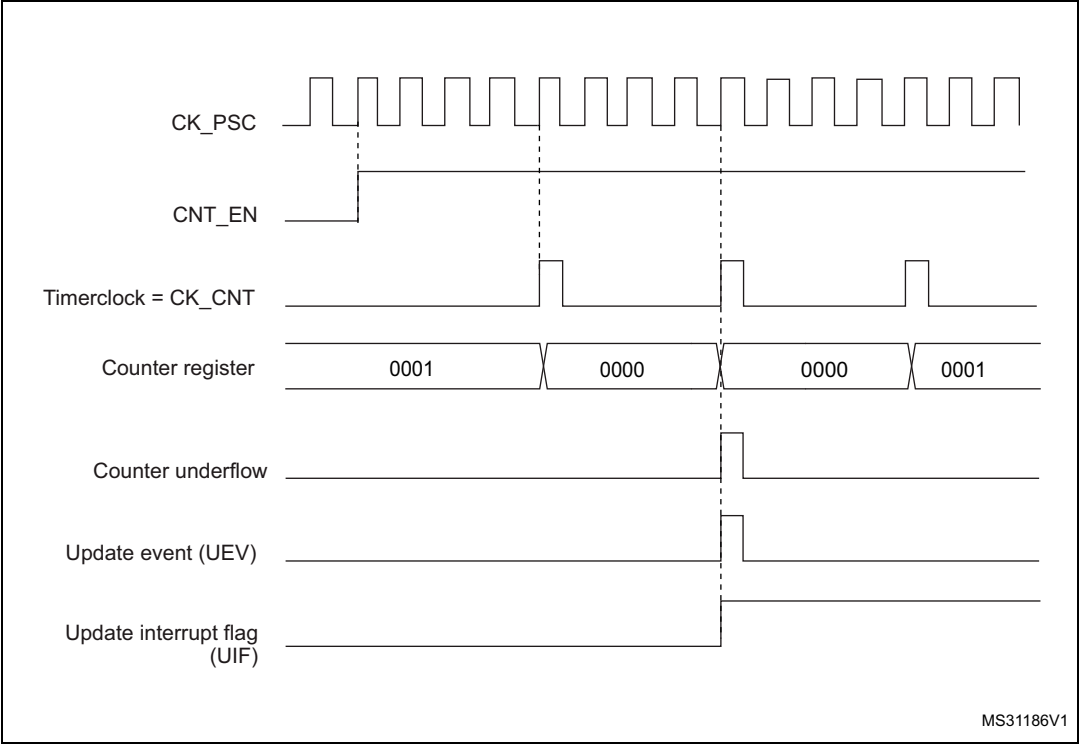 CK_PSC
CNT_EN
Timerclock = CK_CNT
Counter register
0001
0000
0000
0001
Counter underflow
Update event (UEV)
Update interrupt flag
(UIF)
MS31186V1